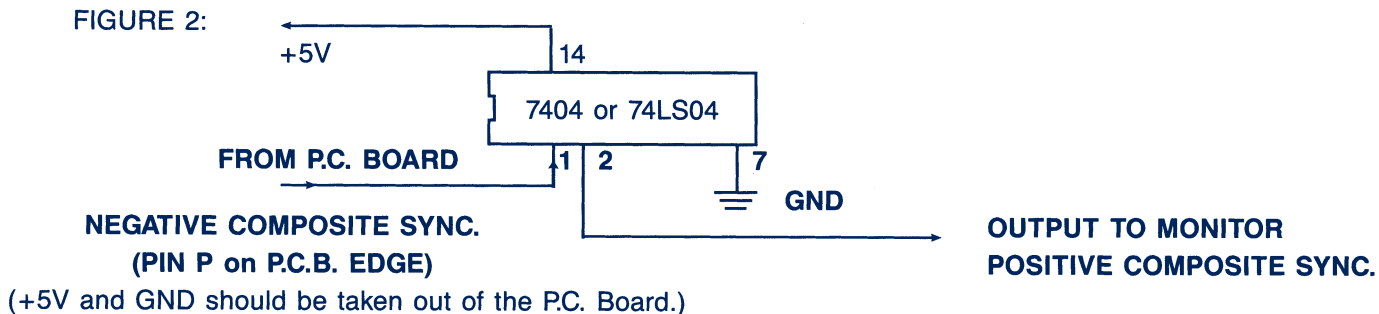 FIGURE 2:
+5V
14
7404 or 74LS04
FROM P.C. BOARD
1 2 7
GND
NEGATIVE COMPOSITE SYNC.
(PIN P on P.C.B. EDGE)
OUTPUT TO MONITOR
POSITIVE COMPOSITE SYNC.
(+5V and GND should be taken out of the P.C. Board.)